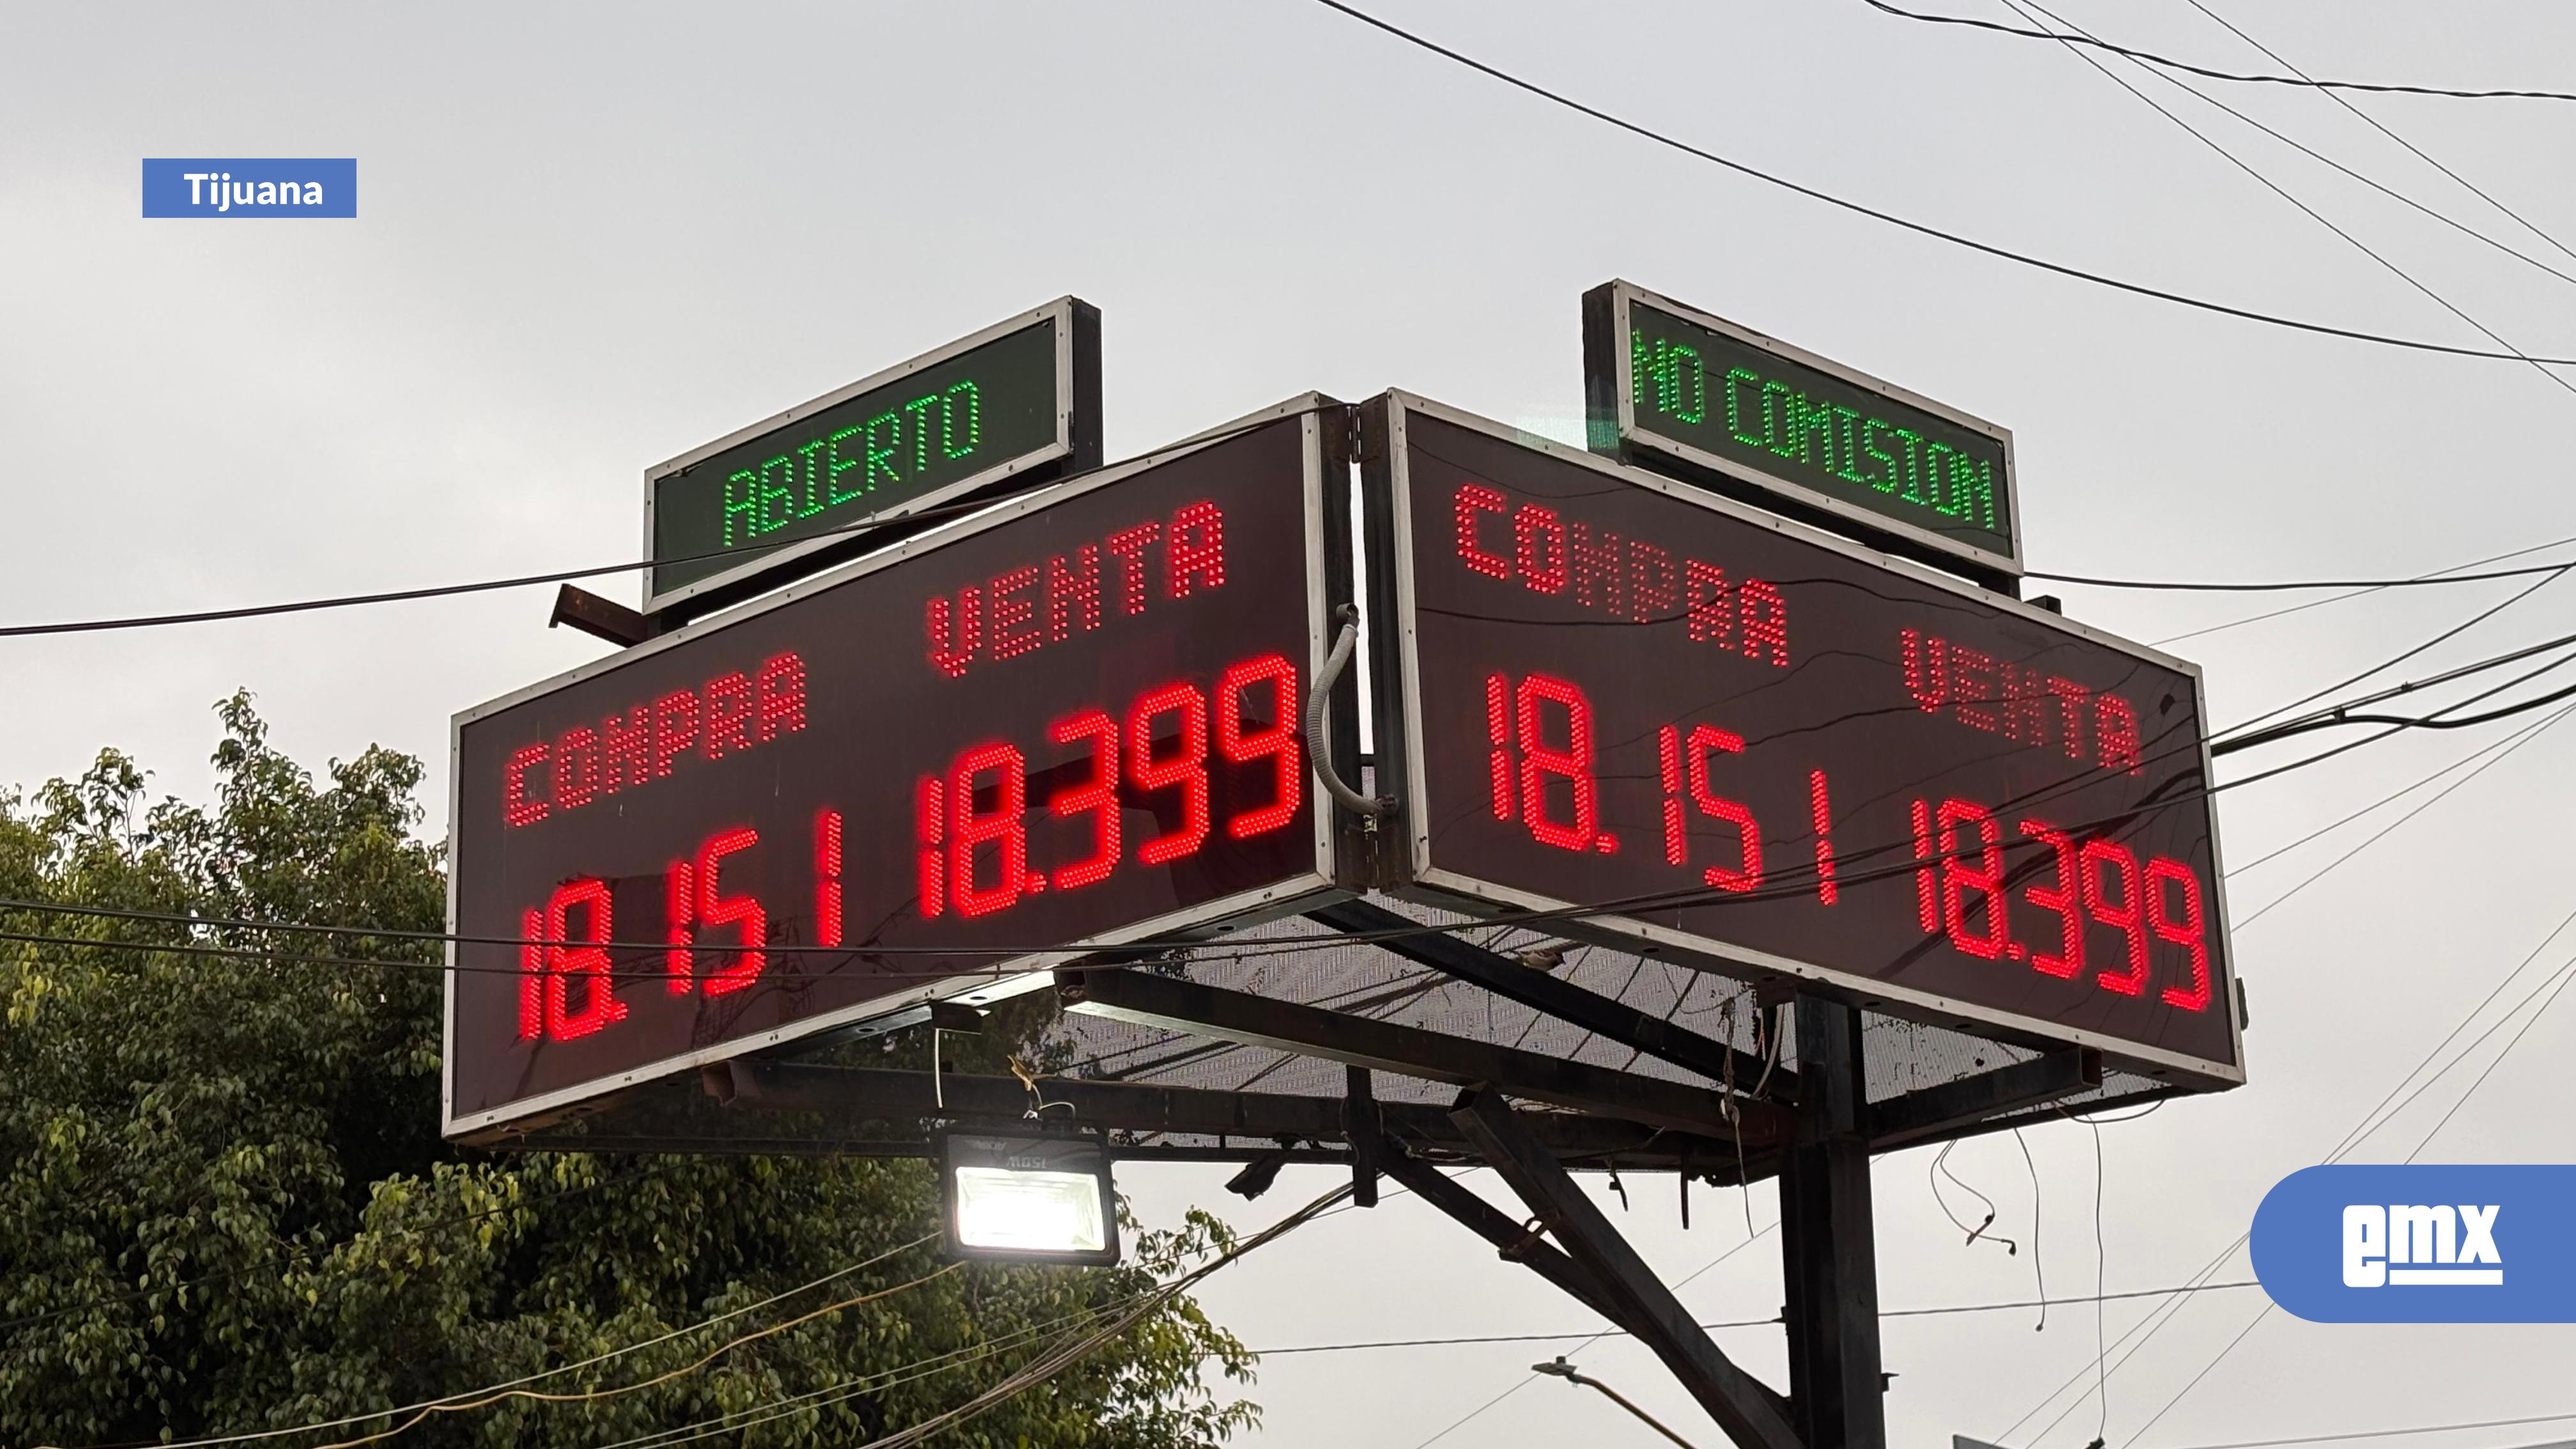 Tijuana
ABIERTO
COMPRA VENTA
18.151 18.399
NO COMISION
COMPRA VENTA
18.151 18.399
emx